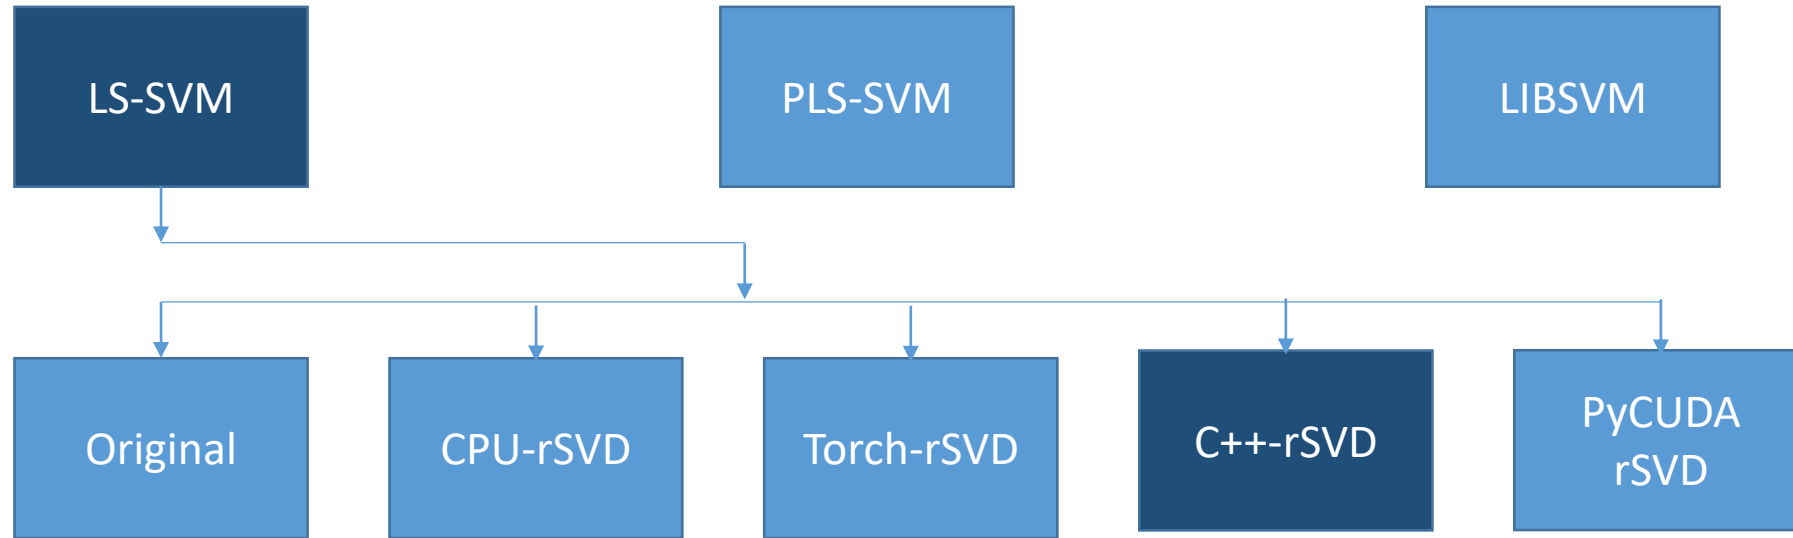 LS-SVM
PLS-SVM
LIBSVM
Original
CPU-rSVD
Torch-rSVD
C++-rSVD
PyCUDA
rSVD